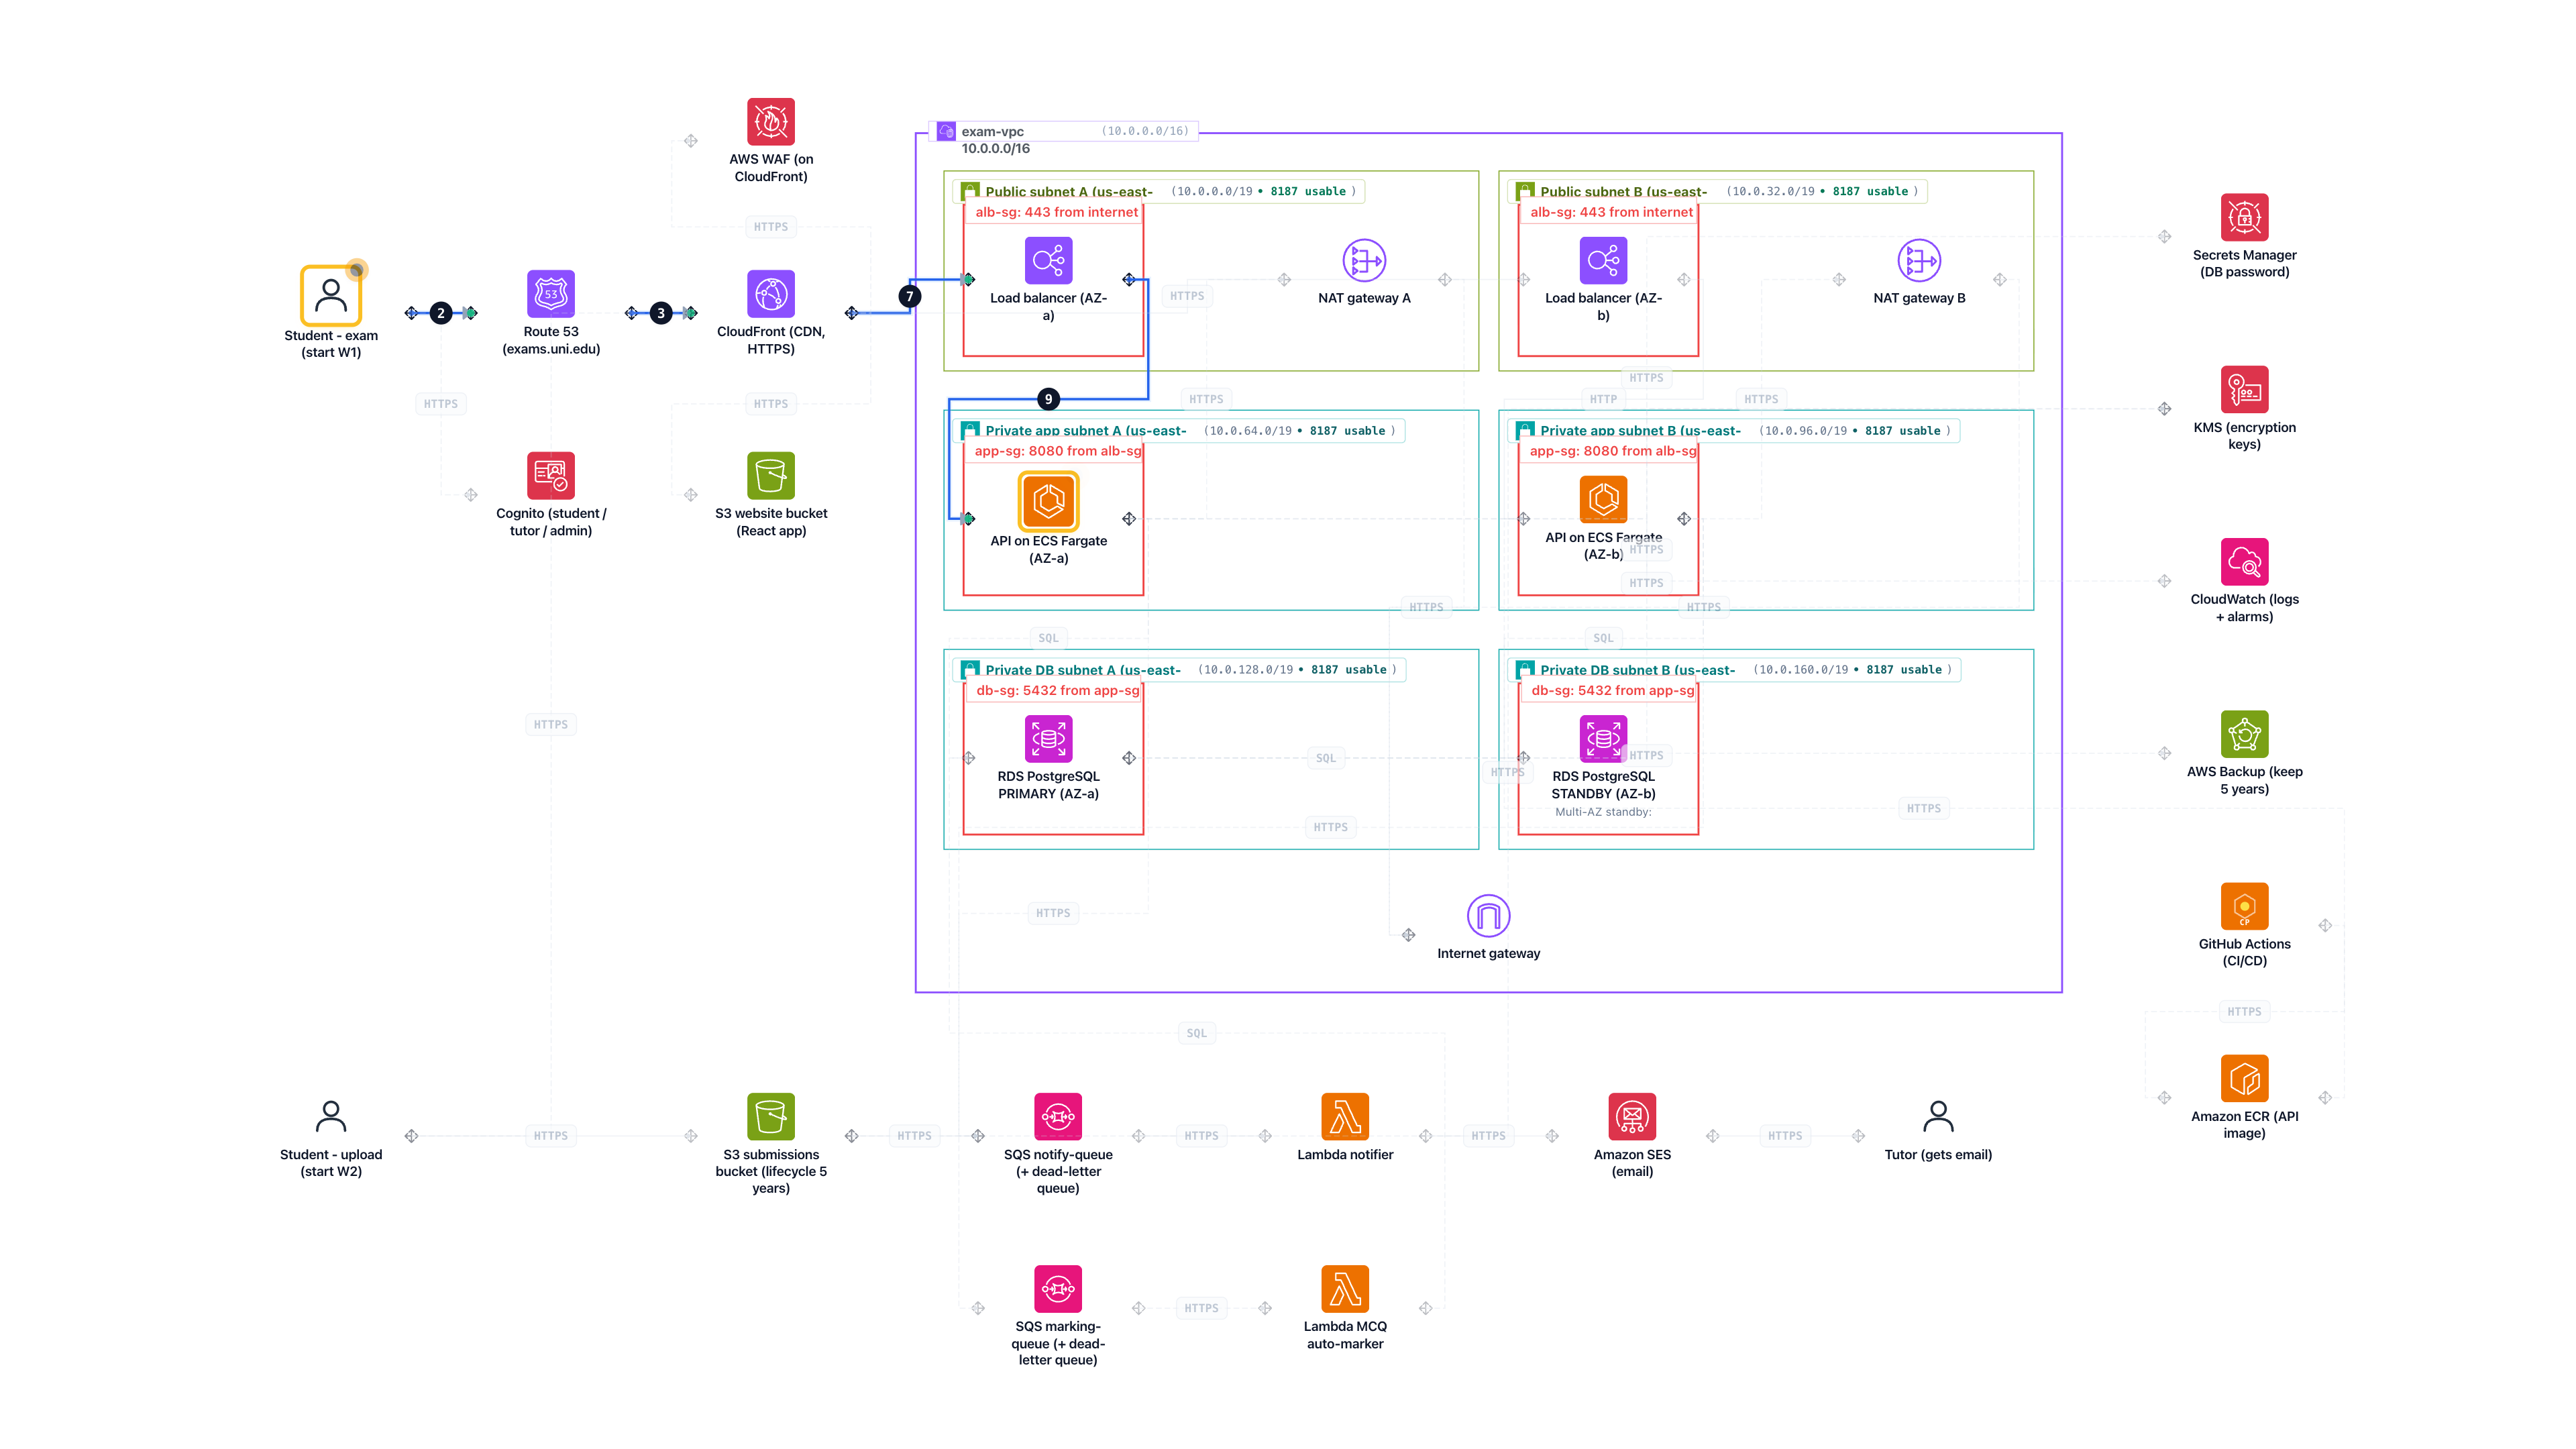 AWS WAF (on
CloudFront)
HTTPS
Student - exam
(start W1)
2
53
Route 53
(exams.uni.edu)
3
CloudFront (CDN,
HTTPS)
7
HTTPS
HTTPS
Cognito (student /
tutor / admin)
S3 website bucket
(React app)
HTTPS
exam-vpc (10.0.0.0/16)
10.0.0.0/16
Public subnet A (us-east- (10.0.0.0/19 • 8187 usable )
alb-sg: 443 from internet
Load balancer (AZ-
a)
HTTPS
NAT gateway A
Public subnet B (us-east- (10.0.32.0/19 • 8187 usable )
alb-sg: 443 from internet
Load balancer (AZ-
b)
NAT gateway B
HTTPS
9
HTTPS
HTTP
HTTPS
Private app subnet A (us-east- (10.0.64.0/19 • 8187 usable )
app-sg: 8080 from alb-sg
API on ECS Fargate
(AZ-a)
Private app subnet B (us-east- (10.0.96.0/19 • 8187 usable )
app-sg: 8080 from alb-sg
API on ECS Fargate
(AZ-b)
HTTPS
HTTPS
HTTPS
HTTPS
SQL
SQL
Private DB subnet A (us-east- (10.0.128.0/19 • 8187 usable )
db-sg: 5432 from app-sg
RDS PostgreSQL
PRIMARY (AZ-a)
SQL
Private DB subnet B (us-east- (10.0.160.0/19 • 8187 usable )
db-sg: 5432 from app-sg
HTTPS
HTTPS
RDS PostgreSQL
STANDBY (AZ-b)
Multi-AZ standby:
HTTPS
HTTPS
HTTPS
Internet gateway
Secrets Manager
(DB password)
KMS (encryption
keys)
CloudWatch (logs
+ alarms)
AWS Backup (keep
5 years)
CP
GitHub Actions
(CI/CD)
HTTPS
Amazon ECR (API
image)
SQL
Student - upload
(start W2)
HTTPS
S3 submissions
bucket (lifecycle 5
years)
HTTPS
SQS notify-queue
(+ dead-letter
queue)
HTTPS
Lambda notifier
HTTPS
Amazon SES
(email)
HTTPS
Tutor (gets email)
SQS marking-
queue (+ dead-
letter queue)
HTTPS
Lambda MCQ
auto-marker